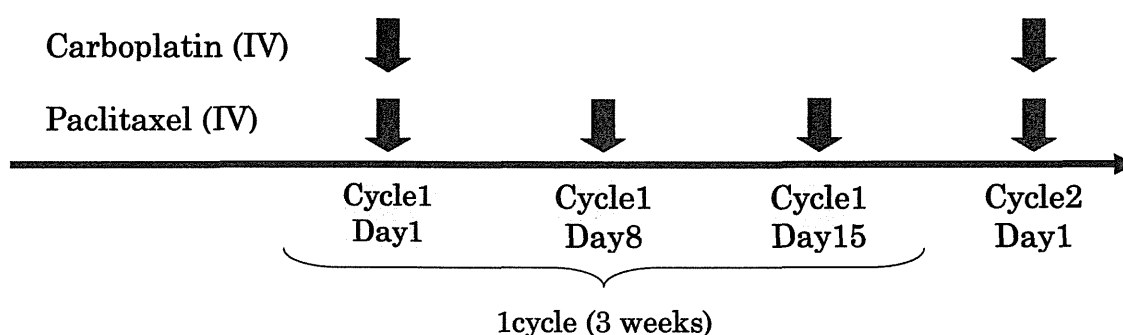 Carboplatin (IV)
Paclitaxel (IV)
Cycle1 Cycle1 Cycle1 Cycle2
Day1 Day8 Day15 Day1
1cycle (3 weeks)